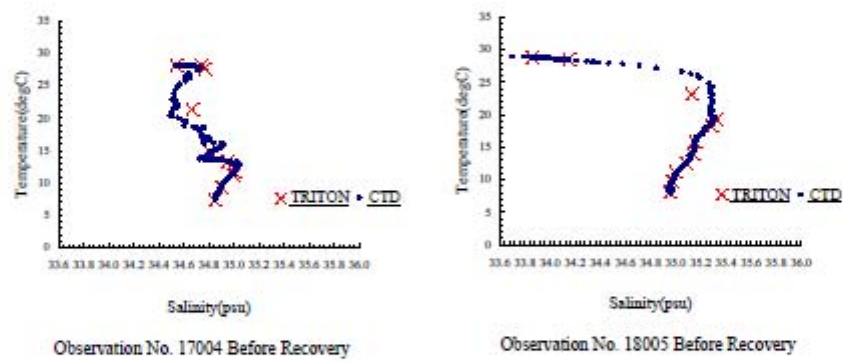 35
30
25
20
15
10
5
0
Temperature(degC)
33.6 33.8 34.0 34.2 34.4 34.6 34.8 35.0 35.2 35.4 35.6 35.8 36.0
Salinity(psu)
TRITON CTD
Observation No. 17004 Before Recovery
35
30
25
20
15
10
5
0
Temperature(degC)
33.6 33.8 34.0 34.2 34.4 34.6 34.8 35.0 35.2 35.4 35.6 35.8 36.0
Salinity(psu)
TRITON CTD
Observation No. 18005 Before Recovery